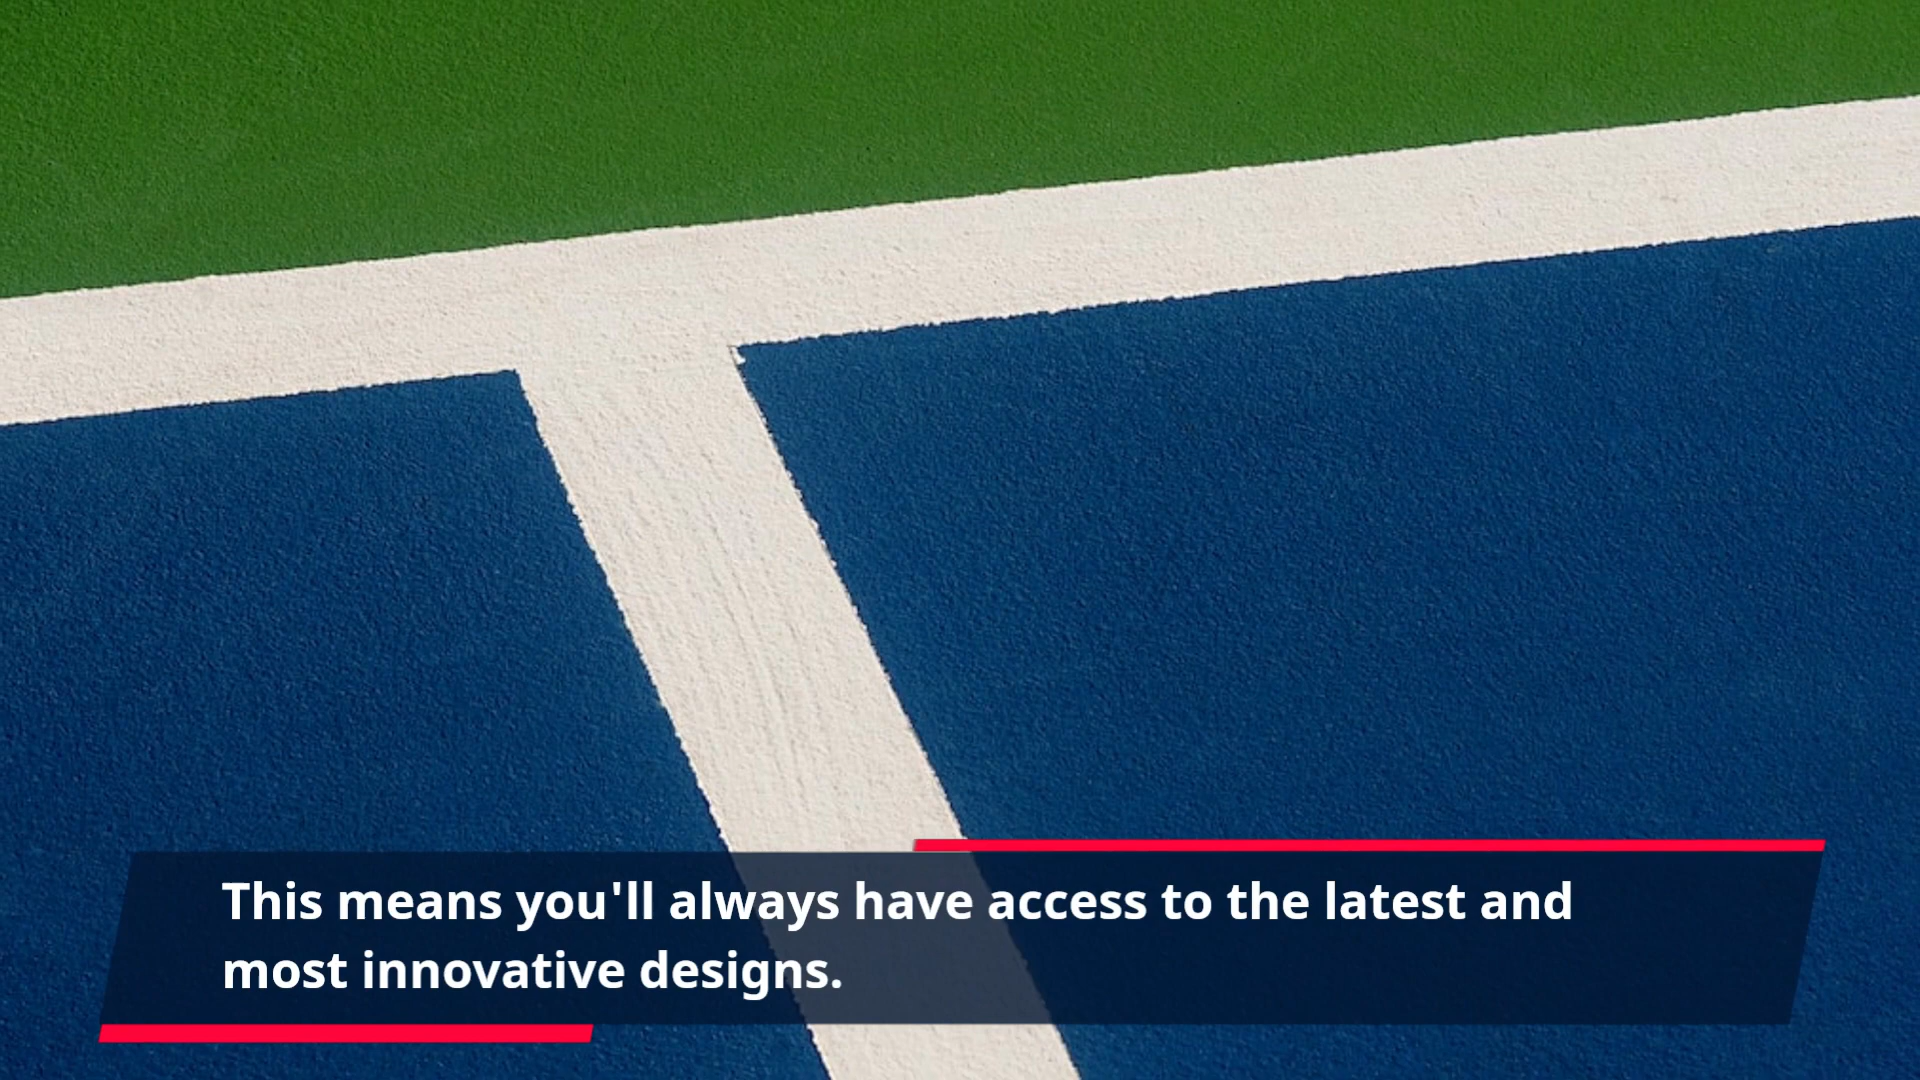 This means you'll always have access to the latest and
most innovative designs.